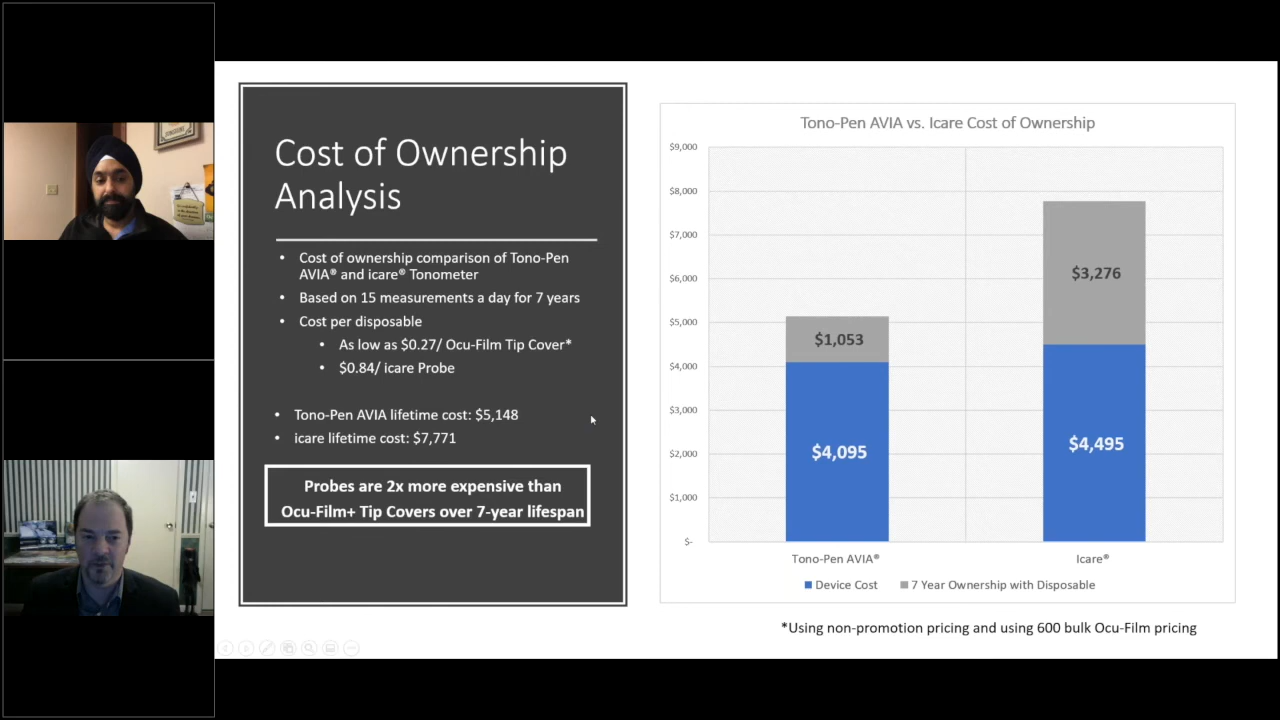 Cost of Ownership
Analysis
• Cost of ownership comparison of Tono-Pen
AVIA® and icare® Tonometer
• Based on 15 measurements a day for 7 years
• Cost per disposable
• As low as $0.27/ Ocu-Film Tip Cover*
• $0.84/ icare Probe
• Tono-Pen AVIA lifetime cost: $5,148
• icare lifetime cost: $7,771
Probes are 2x more expensive than
Ocu-Film+ Tip Covers over 7-year lifespan
Tono-Pen AVIA vs. Icare Cost of Ownership
$9,000
$8,000
$7,000
$6,000
$5,000
$4,000
$3,000
$2,000
$1,000
$-
$1,053
$4,095
$3,276
$4,495
Tono-Pen AVIA®
Icare®
Device Cost
7 Year Ownership with Disposable
*Using non-promotion pricing and using 600 bulk Ocu-Film pricing